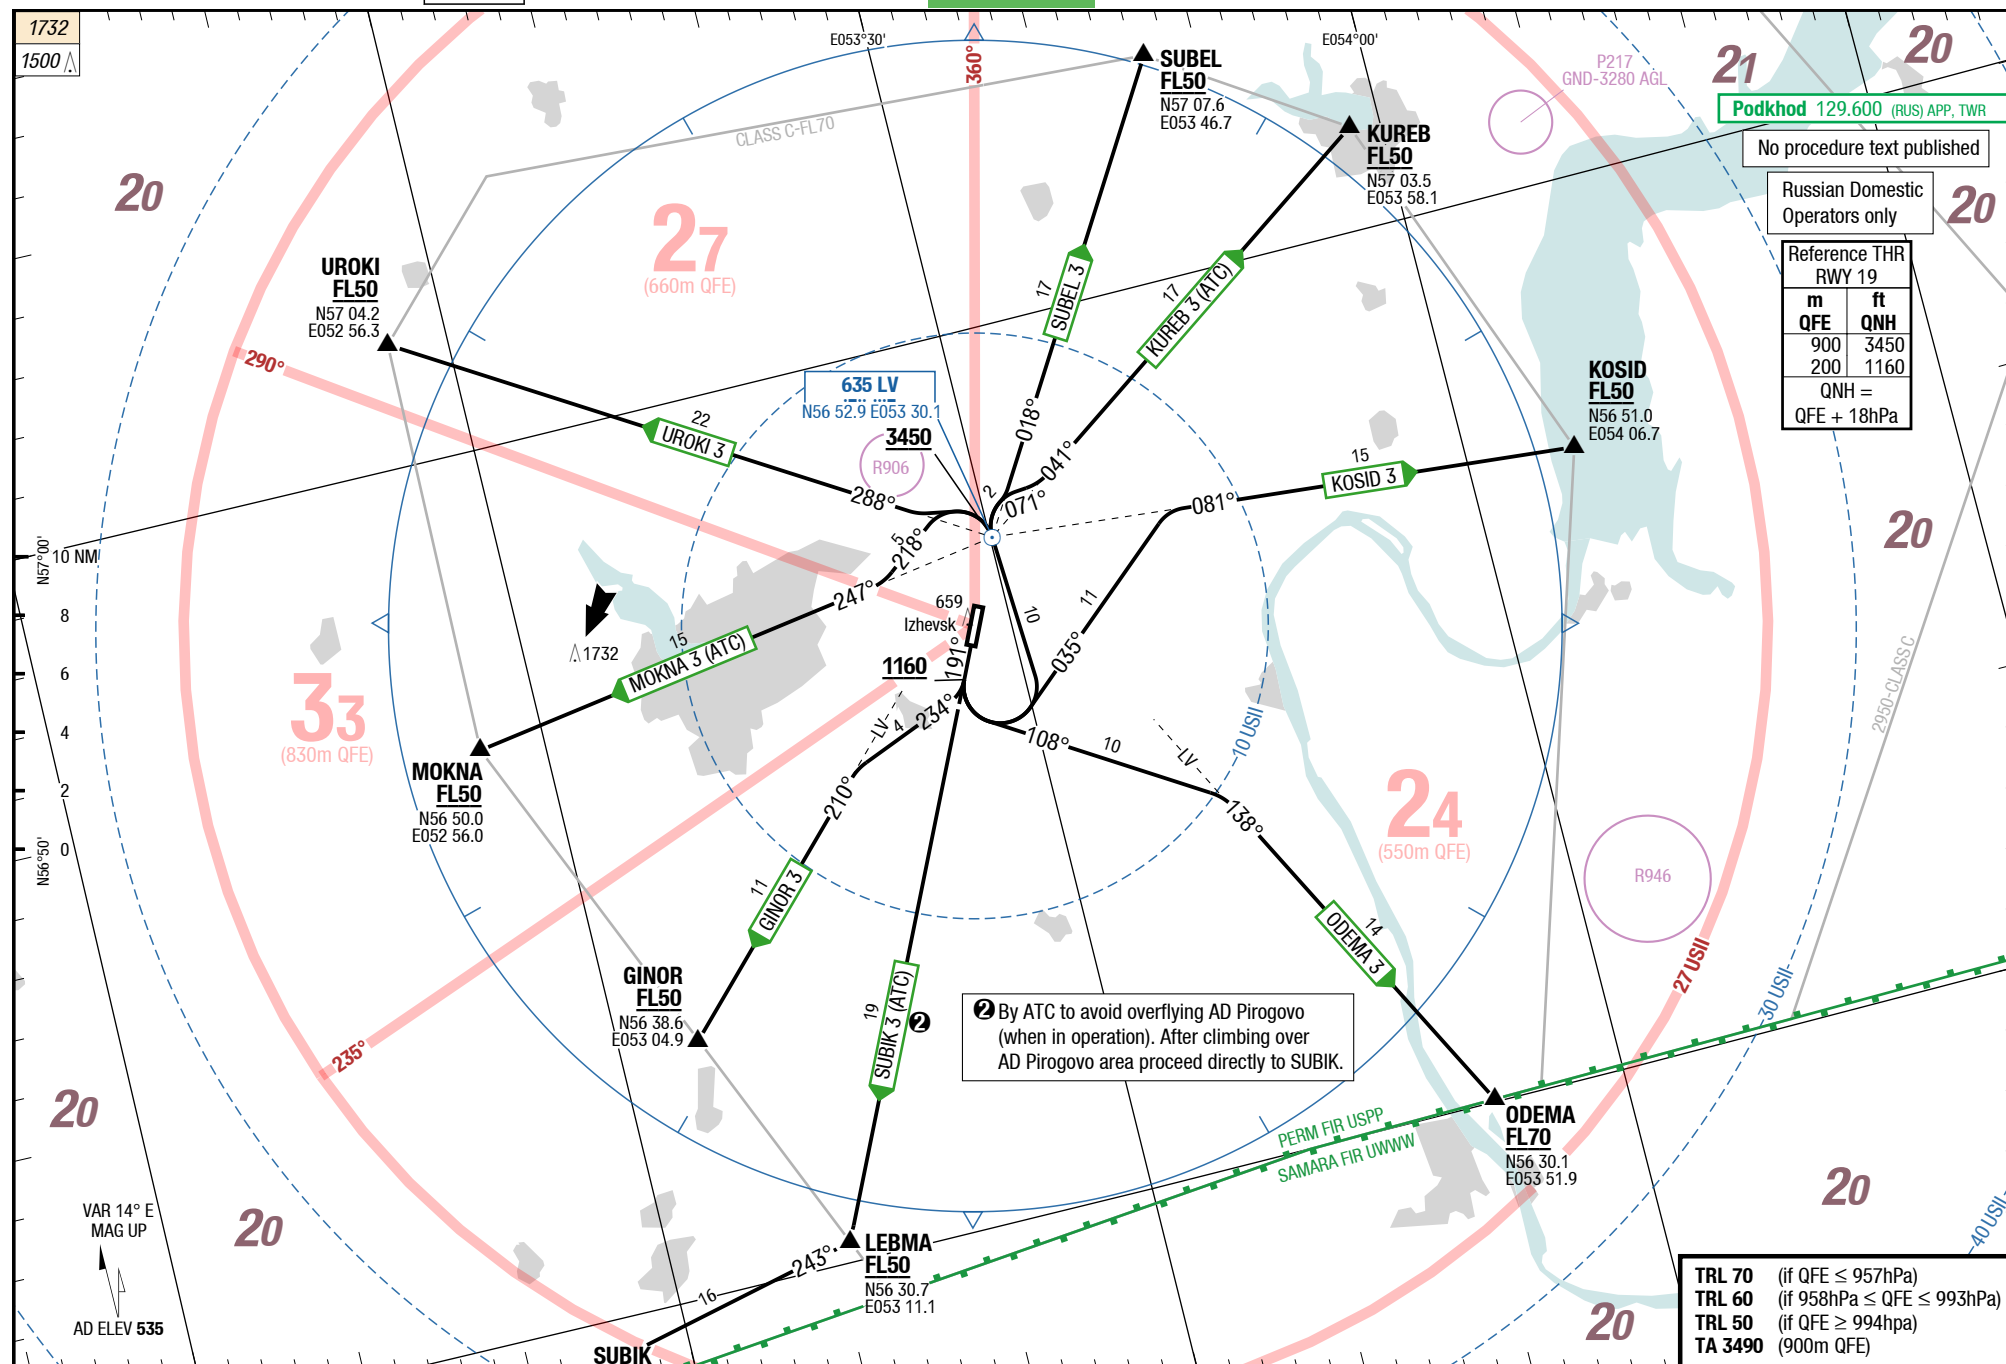 1732
1500
E053°30'
E054°00'
360°
SUBEL
FL50
N57 07.6
E053 46.7
KUREB
FL50
N57 03.5
E053 58.1
P217
GND-3280 AGL
21
20
Podkhod 129.600 (RUS) APP, TWR
No procedure text published
Russian Domestic
Operators only
20
Reference THR
RWY 19
m ft
QFE QNH
900 3450
200 1160
QNH =
QFE + 18hPa
CLASS C-FL70
20
27
(660m QFE)
UROKI
FL50
N57 04.2
E052 56.3
290°
17
SUBEL 3
17
KUREB 3 (ATC)
635 LV
N56 52.9 E053 30.1
3450
R906
22
UROKI 3
288°
018°
041°
2
071°
KOSID
FL50
N56 51.0
E054 06.7
15
KOSID 3
081°
20
5
218°
247°
N57°00'
10 NM
8
6
4
2
0
N56°50'
1732
15
MOKNA 3 (ATC)
659
Izhevsk
191°
1160
10
11
035°
33
(830m QFE)
MOKNA
FL50
N56 50.0
E052 56.0
LV
4
234°
210°
108°
10
LV
10 USII
138°
24
(550m QFE)
2950-CLASS C
R946
11
GINOR 3
14
ODEMA 3
GINOR
FL50
N56 38.6
E053 04.9
19
SUBIK 3 (ATC)
2
2 By ATC to avoid overflying AD Pirogovo
(when in operation). After climbing over
AD Pirogovo area proceed directly to SUBIK.
27 USII
30 USII
235°
20
PERM FIR USPP
SAMARA FIR UWWW
ODEMA
FL70
N56 30.1
E053 51.9
20
40 USII
VAR 14° E
MAG UP
AD ELEV 535
20
LEBMA
FL50
N56 30.7
E053 11.1
243°
16
SUBIK
20
TRL 70 (if QFE ≤ 957hPa)
TRL 60 (if 958hPa ≤ QFE ≤ 993hPa)
TRL 50 (if QFE ≥ 994hpa)
TA 3490 (900m QFE)